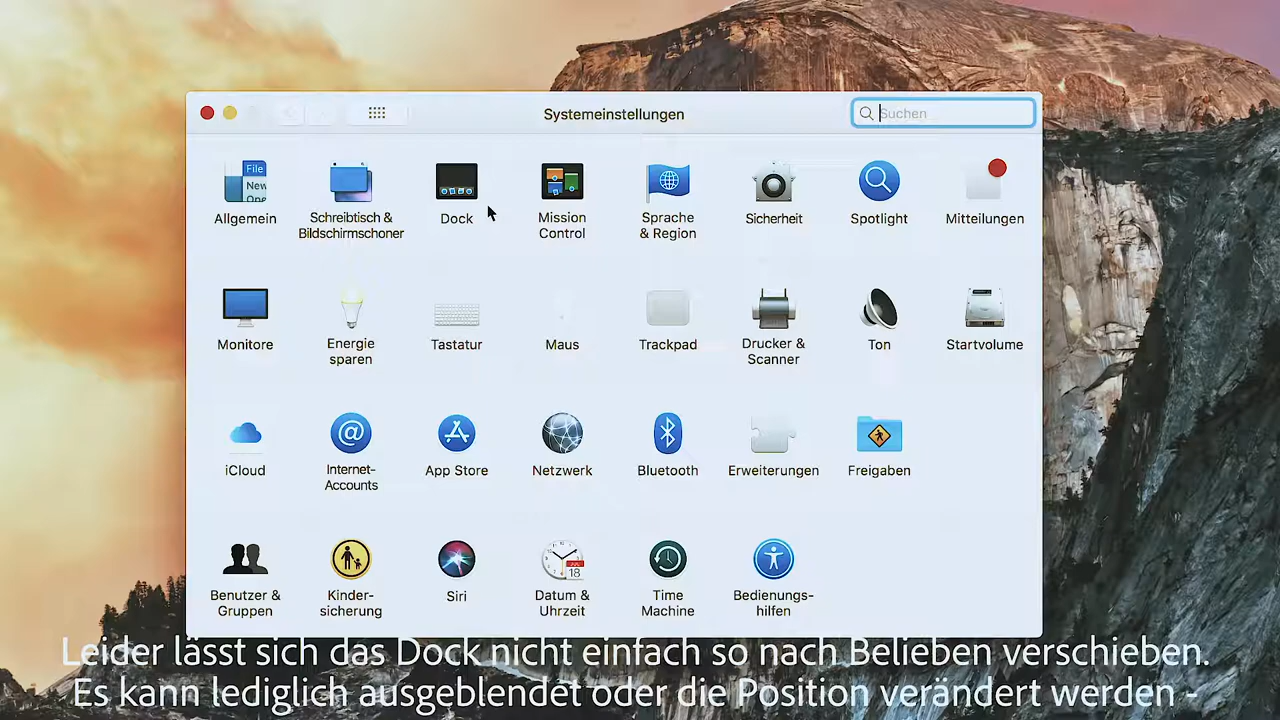 Systemeinstellungen
Suchen
File
New
Allgemein
Schreibtisch &
Bildschirmschoner
Dock
Mission
Control
Sprache
& Region
Sicherheit
Spotlight
Mitteilungen
Monitore
Energie
sparen
Tastatur
Maus
Trackpad
Drucker &
Scanner
Ton
Startvolume
iCloud
Internet-
Accounts
App Store
Netzwerk
Bluetooth
Erweiterungen
Freigaben
18
Benutzer &
Gruppen
Kinder-
sicherung
Siri
Datum &
Uhrzeit
Time
Machine
Bedienungs-
hilfen
Leider lässt sich das Dock nicht einfach so nach Belieben verschieben.
Es kann lediglich ausgeblendet oder die Position verändert werden -